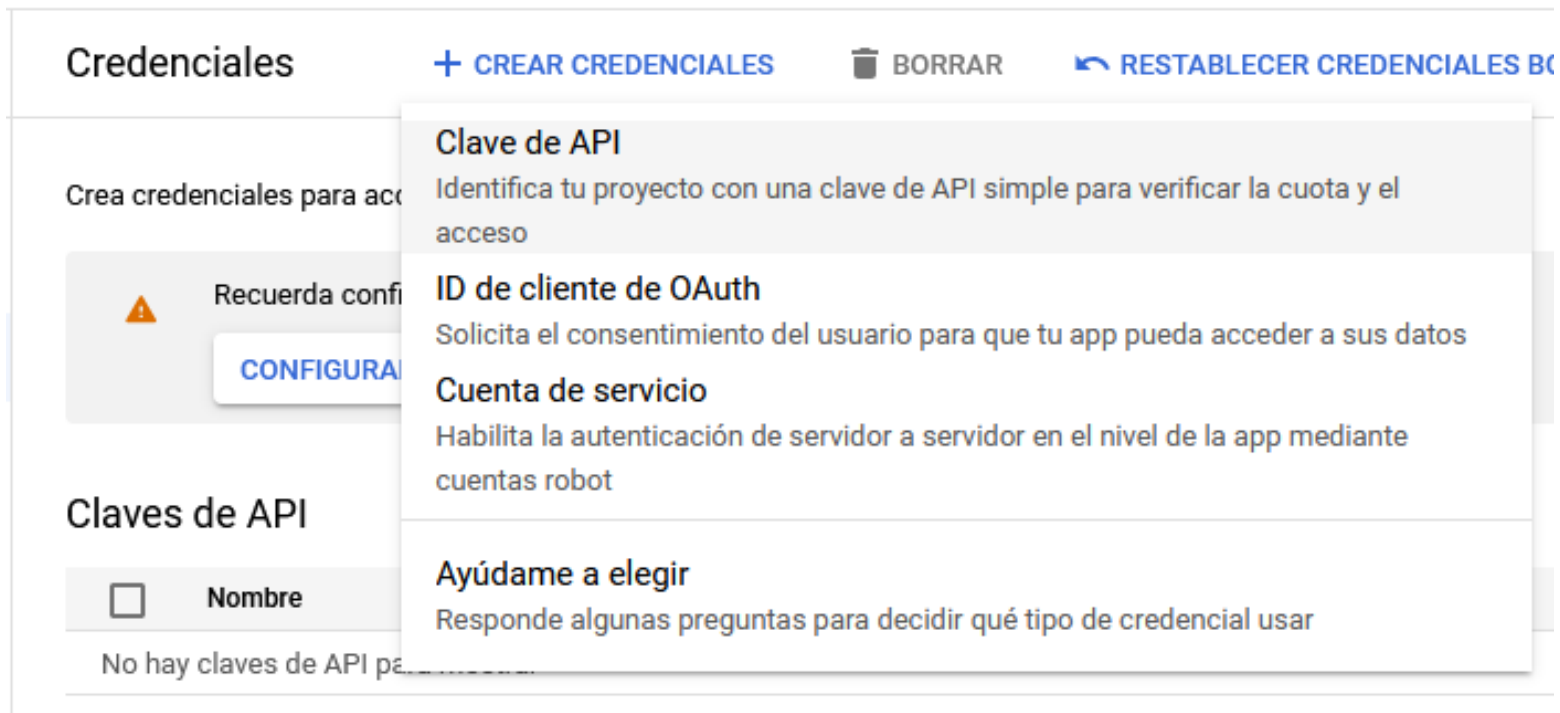 Credenciales
CREAR CREDENCIALES
BORRAR
RESTABLECER CREDENCIALES
Clave de API
Identifica tu proyecto con una clave de API simple para verificar la cuota y el
acceso
Crea credenciales para
ID de cliente de OAuth
Solicita el consentimiento del usuario para que tu app pueda acceder a sus datos
Recuerda
Cuenta de servicio
Habilita la autenticación de servidor a servidor en el nivel de la app mediante
cuentas robot
Ayúdame a elegir
Responde algunas preguntas para decidir qué tipo de credencial usar
Claves de API
Nombre
No hay claves de API